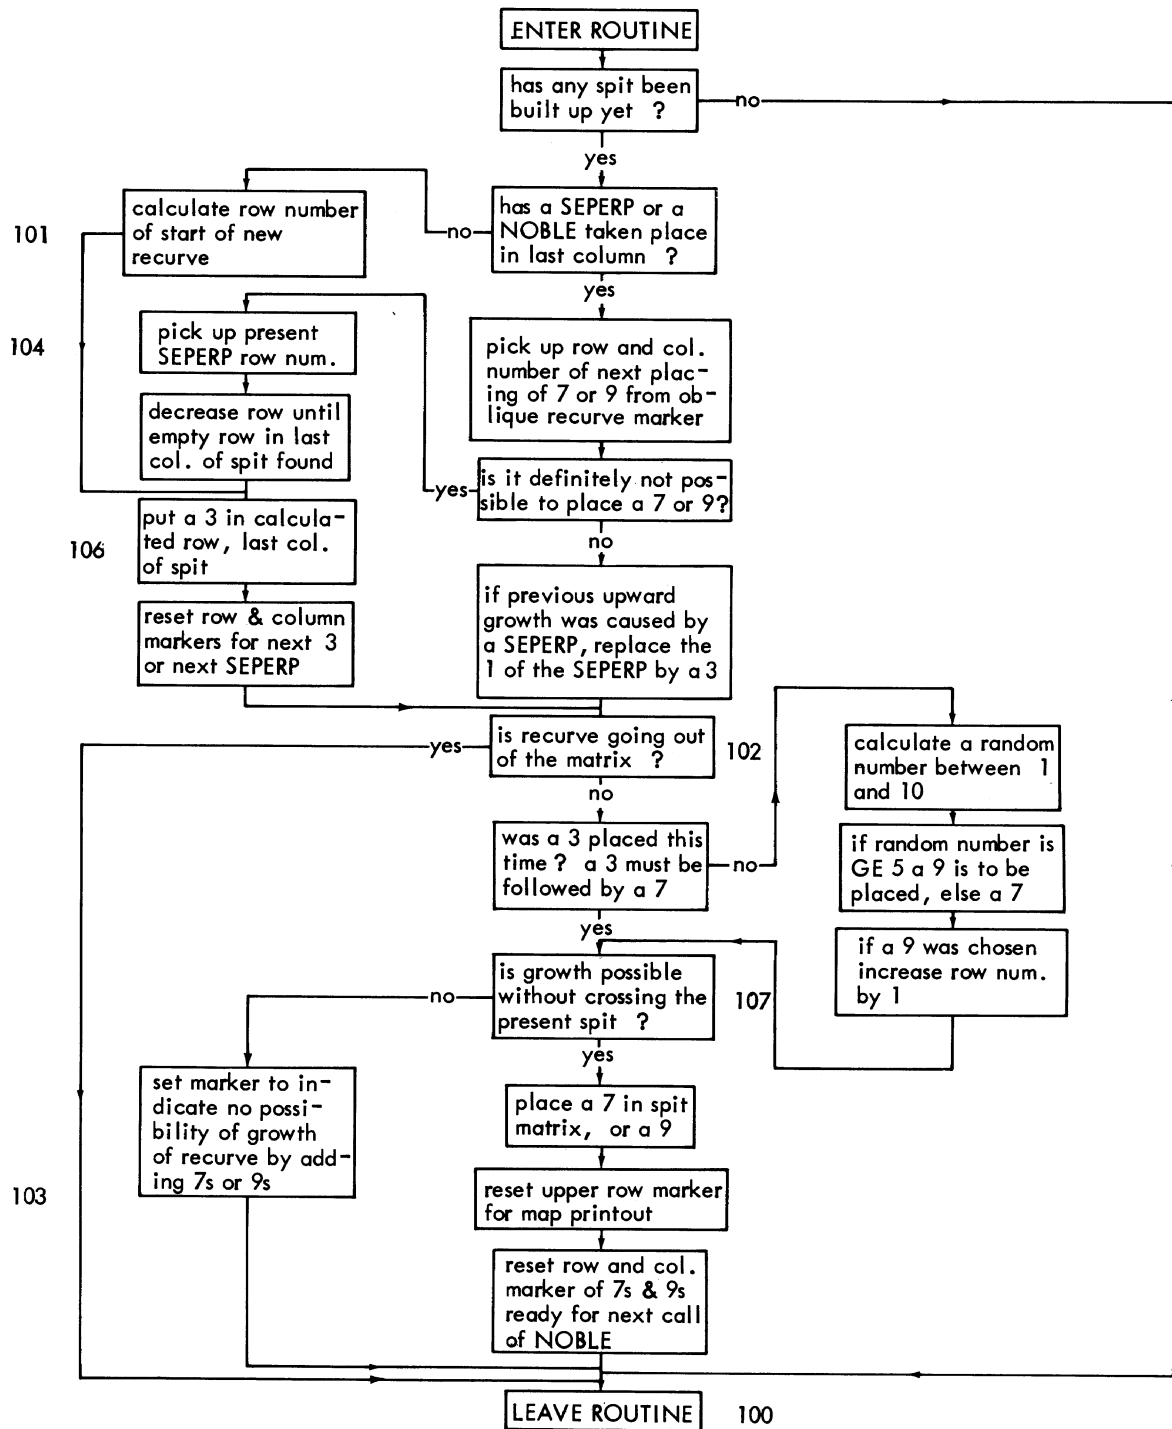 ENTER ROUTINE
has any spit been
built up yet ?
no
yes
101
calculate row number
of start of new
recurve
no
has a SEPERP or a
NOBLE taken place
in last column ?
yes
104
pick up present
SEPERP row num.
decrease row until
empty row in last
col. of spit found
pick up row and col.
number of next plac-
ing of 7 or 9 from ob-
lique recurve marker
yes
is it definitely not pos-
sible to place a 7 or 9?
no
106
put a 3 in calcula-
ted row, last col.
of spit
reset row & column
markers for next 3
or next SEPERP
if previous upward
growth was caused by
a SEPERP, replace the
1 of the SEPERP by a 3
yes
is recurve going out
of the matrix ?
102
no
was a 3 placed this
time ? a 3 must be
followed by a 7
no
yes
calculate a random
number between 1
and 10
if random number is
GE 5 a 9 is to be
placed, else a 7
if a 9 was chosen
increase row num.
by 1
no
is growth possible
without crossing the
present spit ?
107
yes
103
set marker to in-
dicate no possi-
bility of growth
of recurve by add-
ing 7s or 9s
place a 7 in spit
matrix, or a 9
reset upper row marker
for map printout
reset row and col.
marker of 7s & 9s
ready for next call
of NOBLE
LEAVE ROUTINE
100